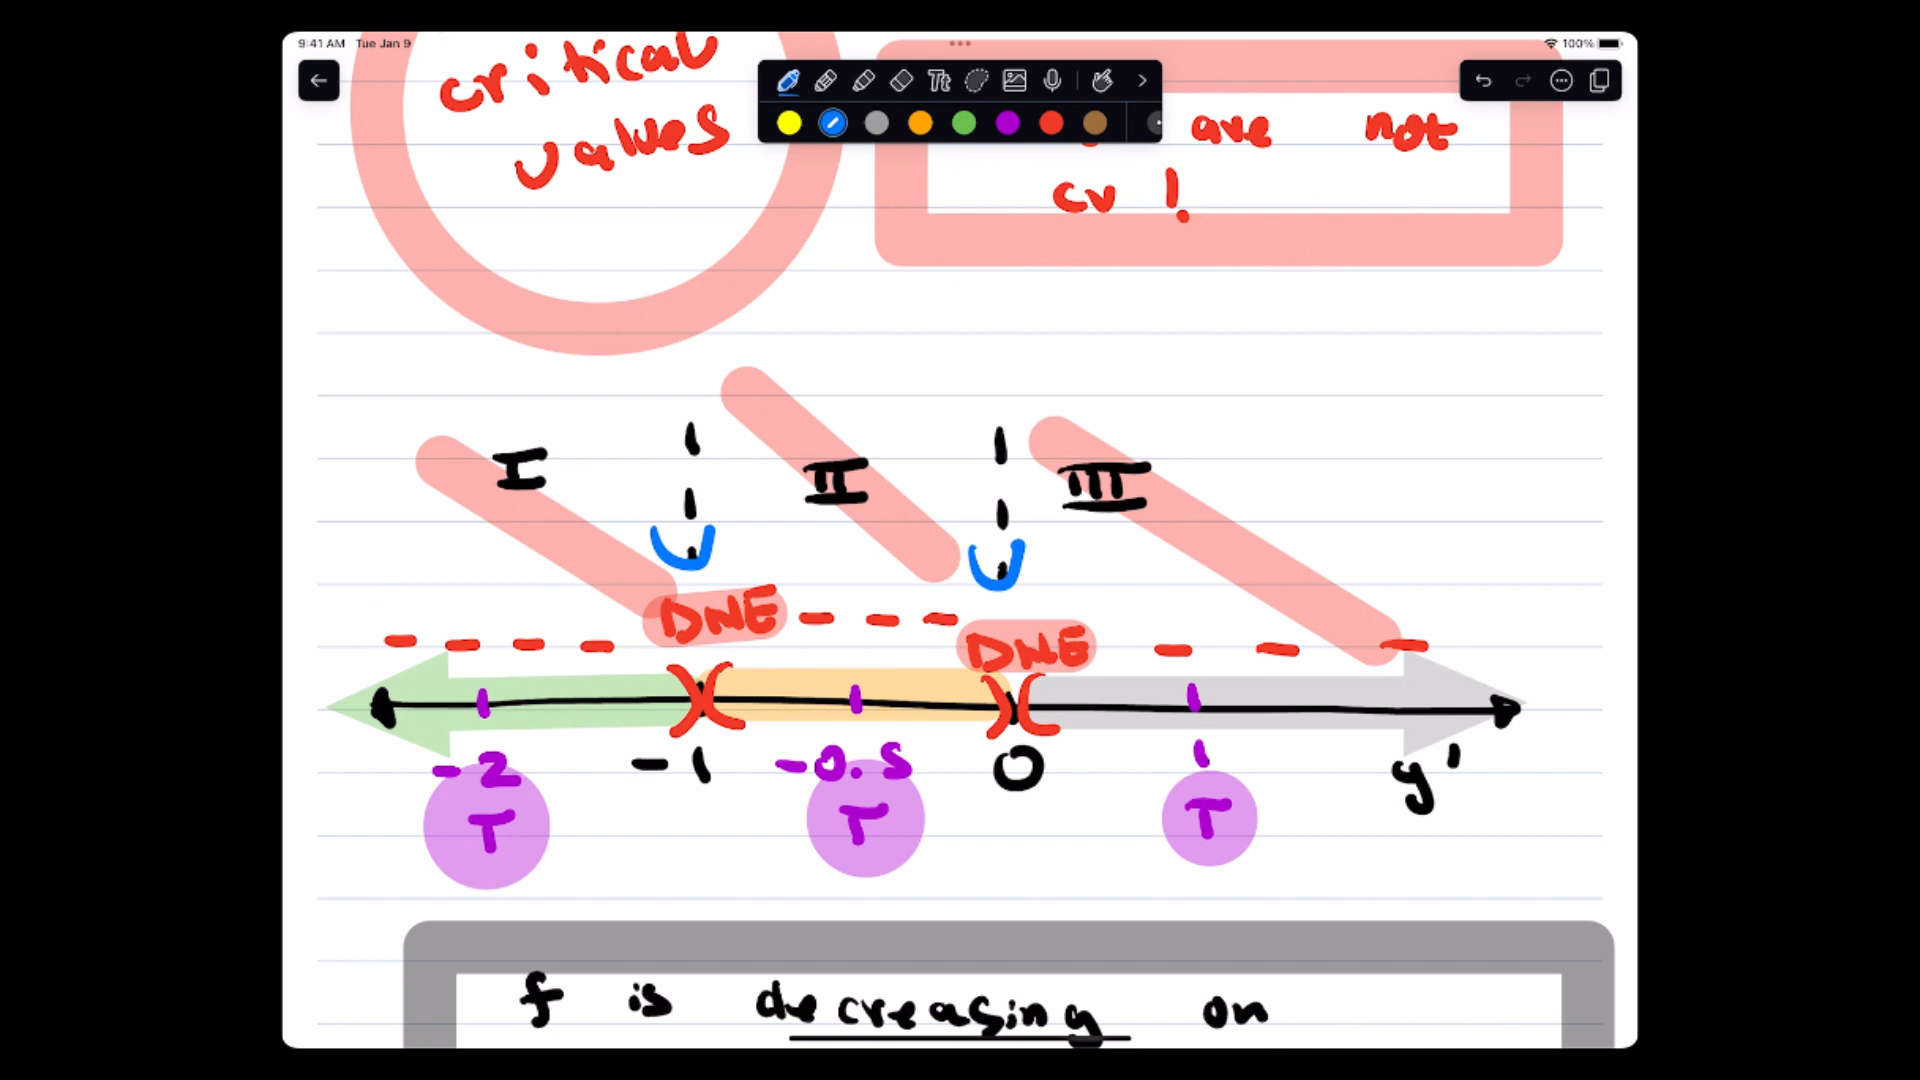 9:41 AM Tue Jan 9
100%
Tt
critical
values
are not
cv !
I II III
DNE
DNE
-2 -1 -0.5 0 1 y'
T T T
f is decreasing on